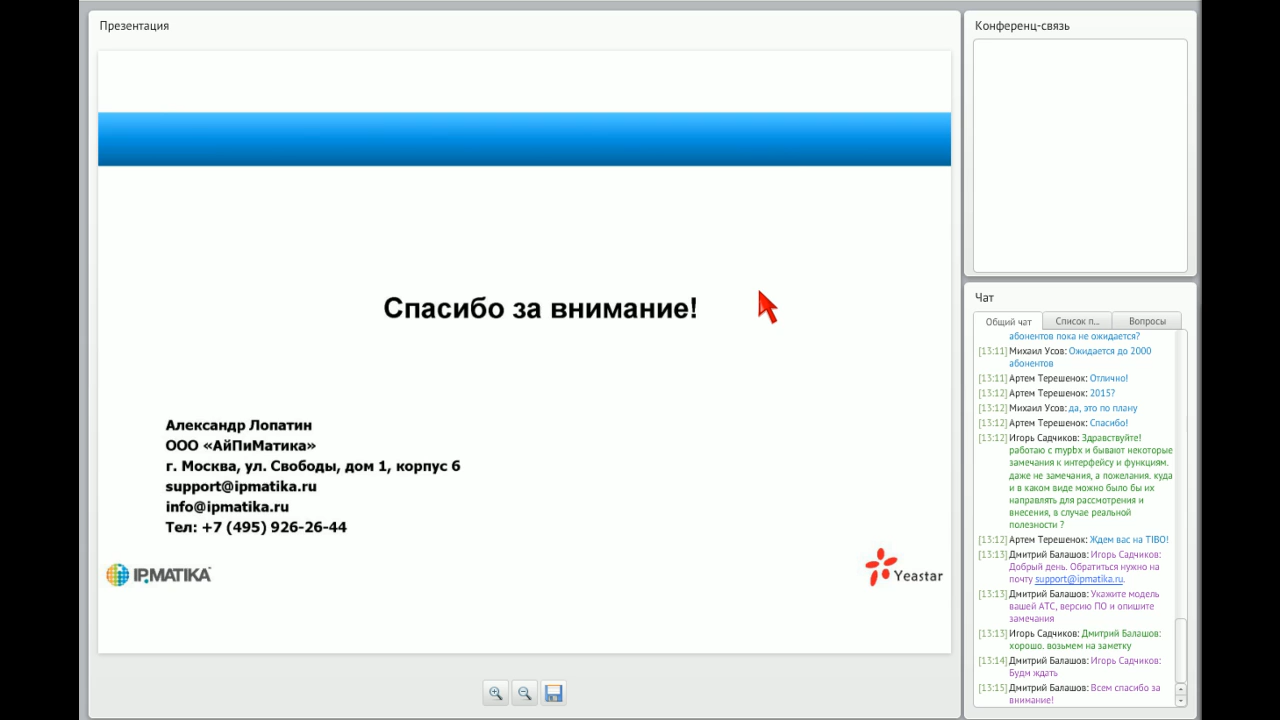 Презентация
Спасибо за внимание!
Александр Лопатин
ООО «АйПиМатика»
г. Москва, ул. Свободы, дом 1, корпус 6
support@ipmatika.ru
info@ipmatika.ru
Тел: +7 (495) 926-26-44
IP.MATIKA
Yeastar
Конференц-связь
Чат
Общий чат
Список п...
Вопросы
абонентов пока не ожидается?
[13:11] Михаил Усов: Ожидается до 2000
абонентов
[13:11] Артем Терешенок: Отлично!
[13:12] Артем Терешенок: 2015?
[13:12] Михаил Усов: да, это по плану
[13:12] Артем Терешенок: Спасибо!
[13:12] Игорь Садчиков: Здравствуйте!
работаю с mypbx и бывают некоторые
замечания к интерфейсу и функциям.
даже не замечания, а пожелания. куда
и в каком виде можно было бы их
направлять для рассмотрения и
внесения, в случае реальной
полезности ?
[13:12] Артем Терешенок: Ждем вас на TIBO!
[13:13] Дмитрий Балашов: Игорь Садчиков:
Добрый день. Обратиться нужно на
почту support@ipmatika.ru.
[13:13] Дмитрий Балашов: Укажите модель
вашей АТС, версию ПО и опишите
замечания
[13:13] Игорь Садчиков: Дмитрий Балашов:
хорошо. возьмем на заметку
[13:14] Дмитрий Балашов: Игорь Садчиков:
Будм ждать
[13:15] Дмитрий Балашов: Всем спасибо за
внимание!